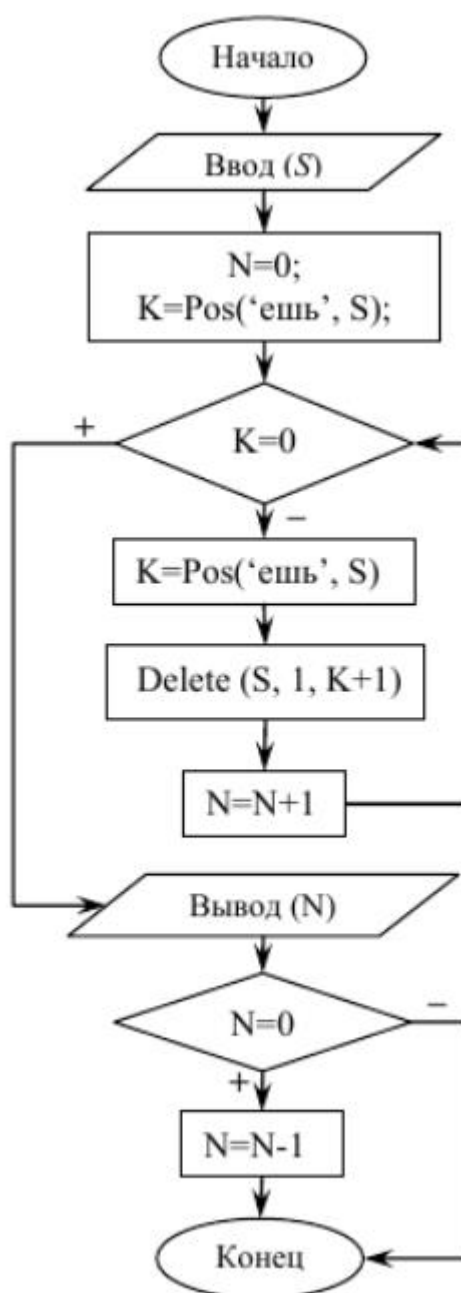 Начало
Ввод (S)
N=0;
K=Pos(‘ешь’, S);
+
K=0
–
K=Pos(‘ешь’, S)
Delete (S, 1, K+1)
N=N+1
Вывод (N)
N=0
–
+
N=N-1
Конец